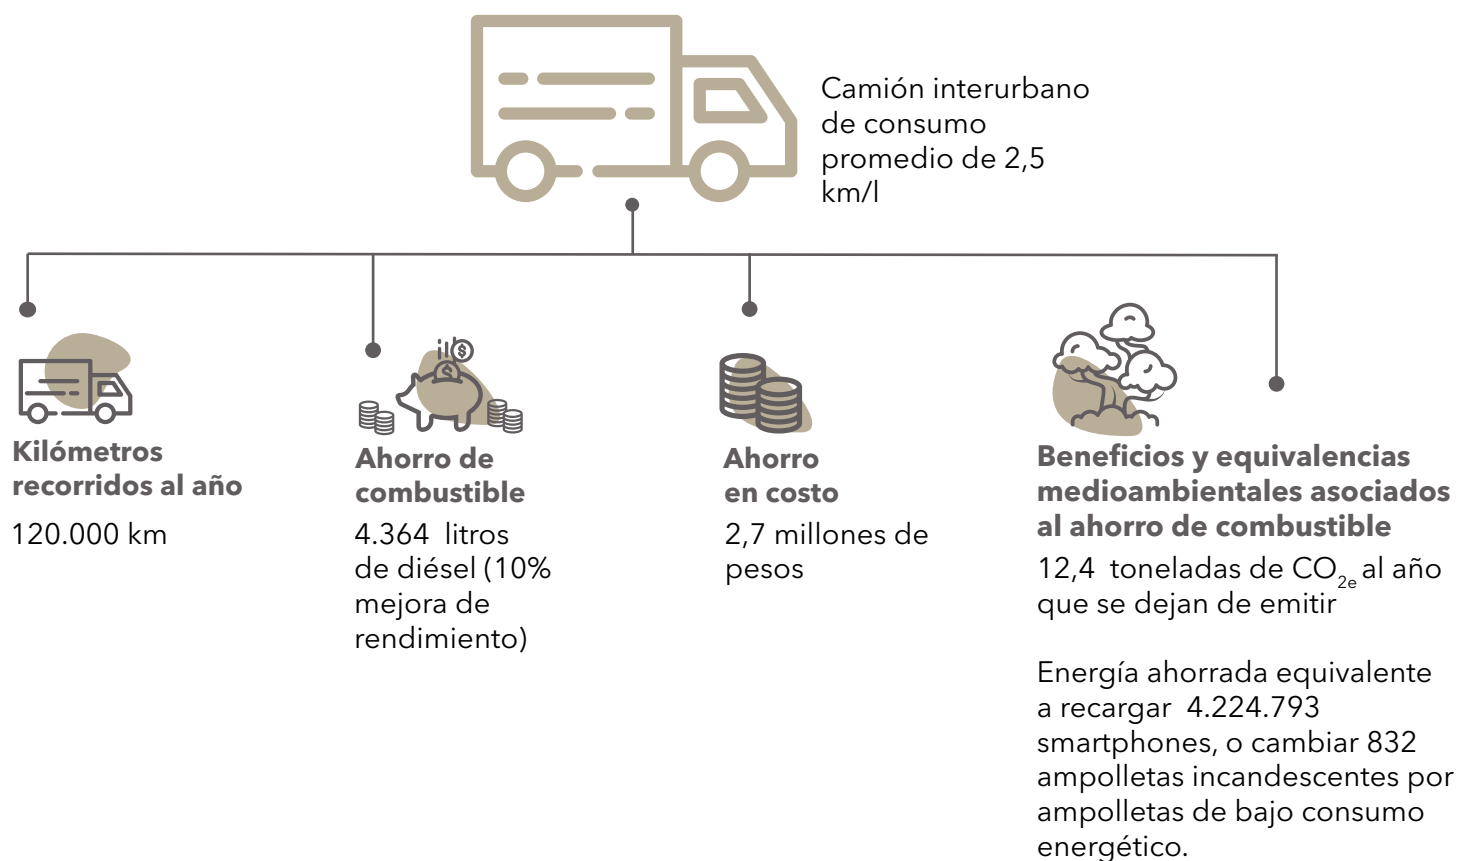 Camión interurbano
de consumo
promedio de 2,5
km/l
Kilómetros
recorridos al año
120.000 km
Ahorro de
combustible
4.364 litros
de diésel (10%
mejora de
rendimiento)
Ahorro
en costo
2,7 millones de
pesos
Beneficios y equivalencias
medioambientales asociados
al ahorro de combustible
12,4 toneladas de CO2e al año
que se dejan de emitir
Energía ahorrada equivalente
a recargar 4.224.793
smartphones, o cambiar 832
ampolletas incandescentes por
ampolletas de bajo consumo
energético.